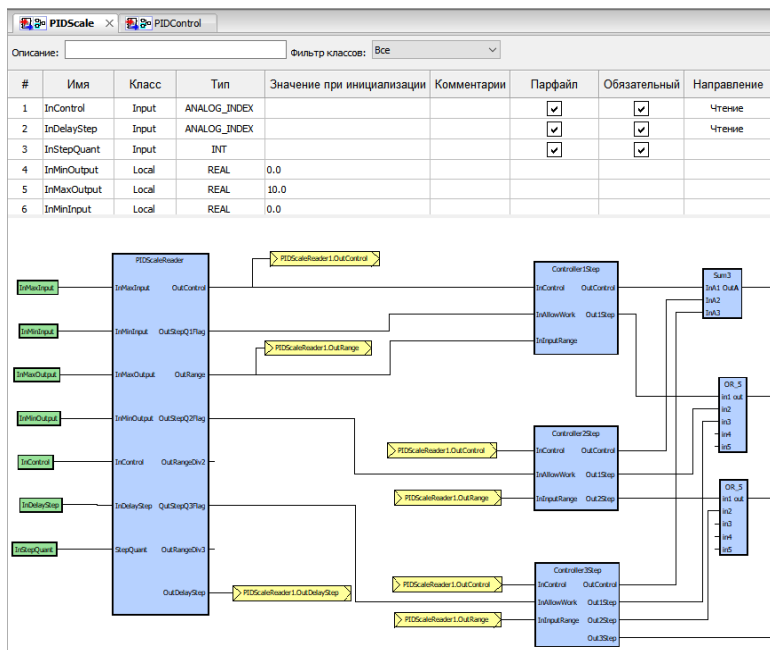 PIDScale PIDControl
Описание: Фильтр классов: Все
# Имя Класс Тип Значение при инициализации Комментарии Парфайл Обязательный Направление
1 InControl Input ANALOG_INDEX Чтение
2 InDelayStep Input ANALOG_INDEX Чтение
3 InStepQuant Input INT
4 InMinOutput Local REAL 0.0
5 InMaxOutput Local REAL 10.0
6 InMinInput Local REAL 0.0
InMaxInput
InMinInput
InMaxOutput
InMinOutput
InControl
InDelayStep
InStepQuant
PIDScaleReader
InMaxInput OutControl
InMinInput OutStepQ1Flag
InMaxOutput OutRange
InMinOutput OutStepQ2Flag
InControl OutRangeDiv2
InDelayStep QutStepQ3Flag
StepQuant OutRangeDiv3
OutDelayStep
PIDScaleReader1.OutControl
PIDScaleReader1.OutRange
PIDScaleReader1.OutControl
PIDScaleReader1.OutRange
PIDScaleReader1.OutControl
PIDScaleReader1.OutRange
PIDScaleReader1.OutDelayStep
Controller1Step
InControl OutControl
InAllowWork Out1Step
InInputRange
Controller2Step
InControl OutControl
InAllowWork Out1Step
InInputRange Out2Step
Controller3Step
InControl OutControl
InAllowWork Out1Step
InInputRange Out2Step
Out3Step
Sum3
InA1 OutA
InA2
InA3
OR_5
in1 out
in2
in3
in4
in5
OR_5
in1 out
in2
in3
in4
in5